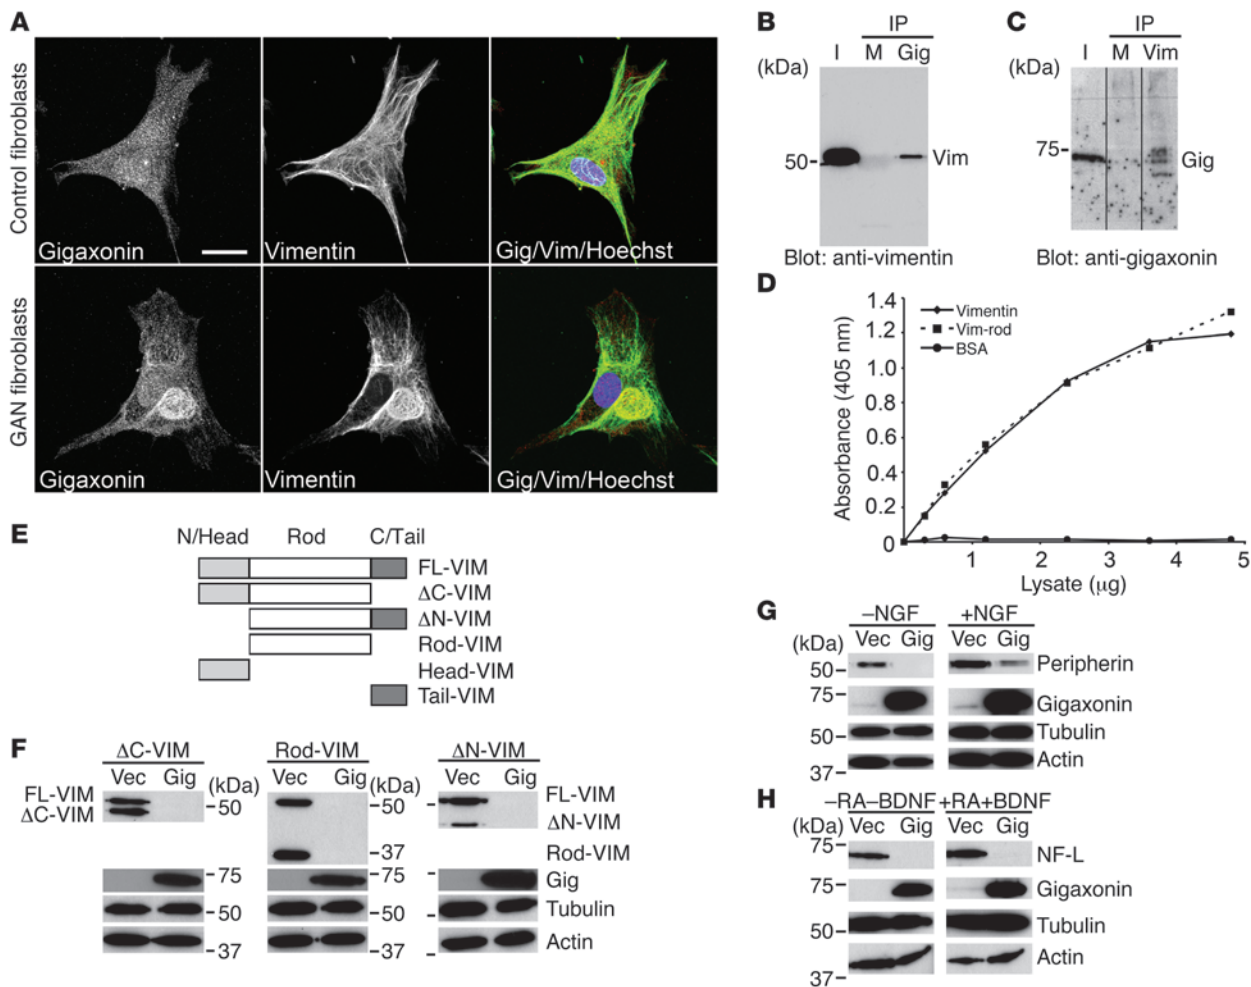 A
Control fibroblasts
Gigaxonin
Vimentin
Gig/Vim/Hoechst
GAN fibroblasts
Gigaxonin
Vimentin
Gig/Vim/Hoechst
B
IP
I M Gig
(kDa)
50
Vim
Blot: anti-vimentin
C
IP
I M Vim
(kDa)
75
Gig
Blot: anti-gigaxonin
D
1.4
1.2
1.0
0.6
0.4
0.2
0
Absorbance (405 nm)
Vimentin
Vim-rod
BSA
1 2 3 4 5
Lysate (μg)
E
N/Head Rod C/Tail
FL-VIM
ΔC-VIM
ΔN-VIM
Rod-VIM
Head-VIM
Tail-VIM
F
ΔC-VIM Rod-VIM ΔN-VIM
Vec Gig (kDa) Vec Gig (kDa) Vec Gig
FL-VIM 50 50 FL-VIM
ΔC-VIM ΔN-VIM
37 Rod-VIM
75 75 Gig
50 50 Tubulin
37 37 Actin
G
–NGF +NGF
(kDa) Vec Gig Vec Gig
50 Peripherin
75 Gigaxonin
50 Tubulin
37 Actin
H
–RA–BDNF +RA+BDNF
(kDa) Vec Gig Vec Gig
75 NF-L
75 Gigaxonin
50 Tubulin
37 Actin